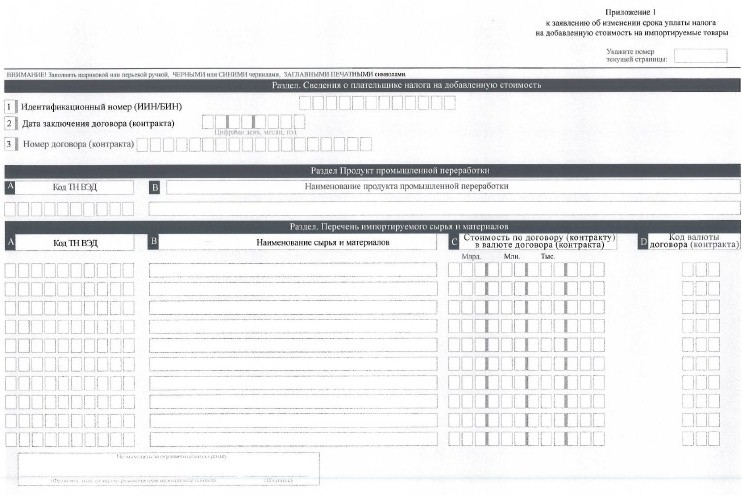 Приложение 1
к заявлению об изменении срока уплаты налога
на добавленную стоимость на импортируемые товары
Укажите номер
текущей страницы:
ВНИМАНИЕ! Заполнять шариковой или перьевой ручкой, ЧЕРНЫМИ или СИНИМИ чернилами, ЗАГЛАВНЫМИ ПЕЧАТНЫМИ символами
Раздел. Сведения о плательщике налога на добавленную стоимость
1 Идентификационный номер (ИИН/БИН)
2 Дата заключения договора (контракта)
Цифрами день, месяц, год
3 Номер договора (контракта)
Раздел Продукт промышленной переработки
A Код ТН ВЭД B Наименование продукта промышленной переработки
Раздел. Перечень импортируемого сырья и материалов
A Код ТН ВЭД B Наименование сырья и материалов C Стоимость по договору (контракту) в валюте договора (контракта) D Код валюты договора (контракта)
Млрд. Млн. Тыс.